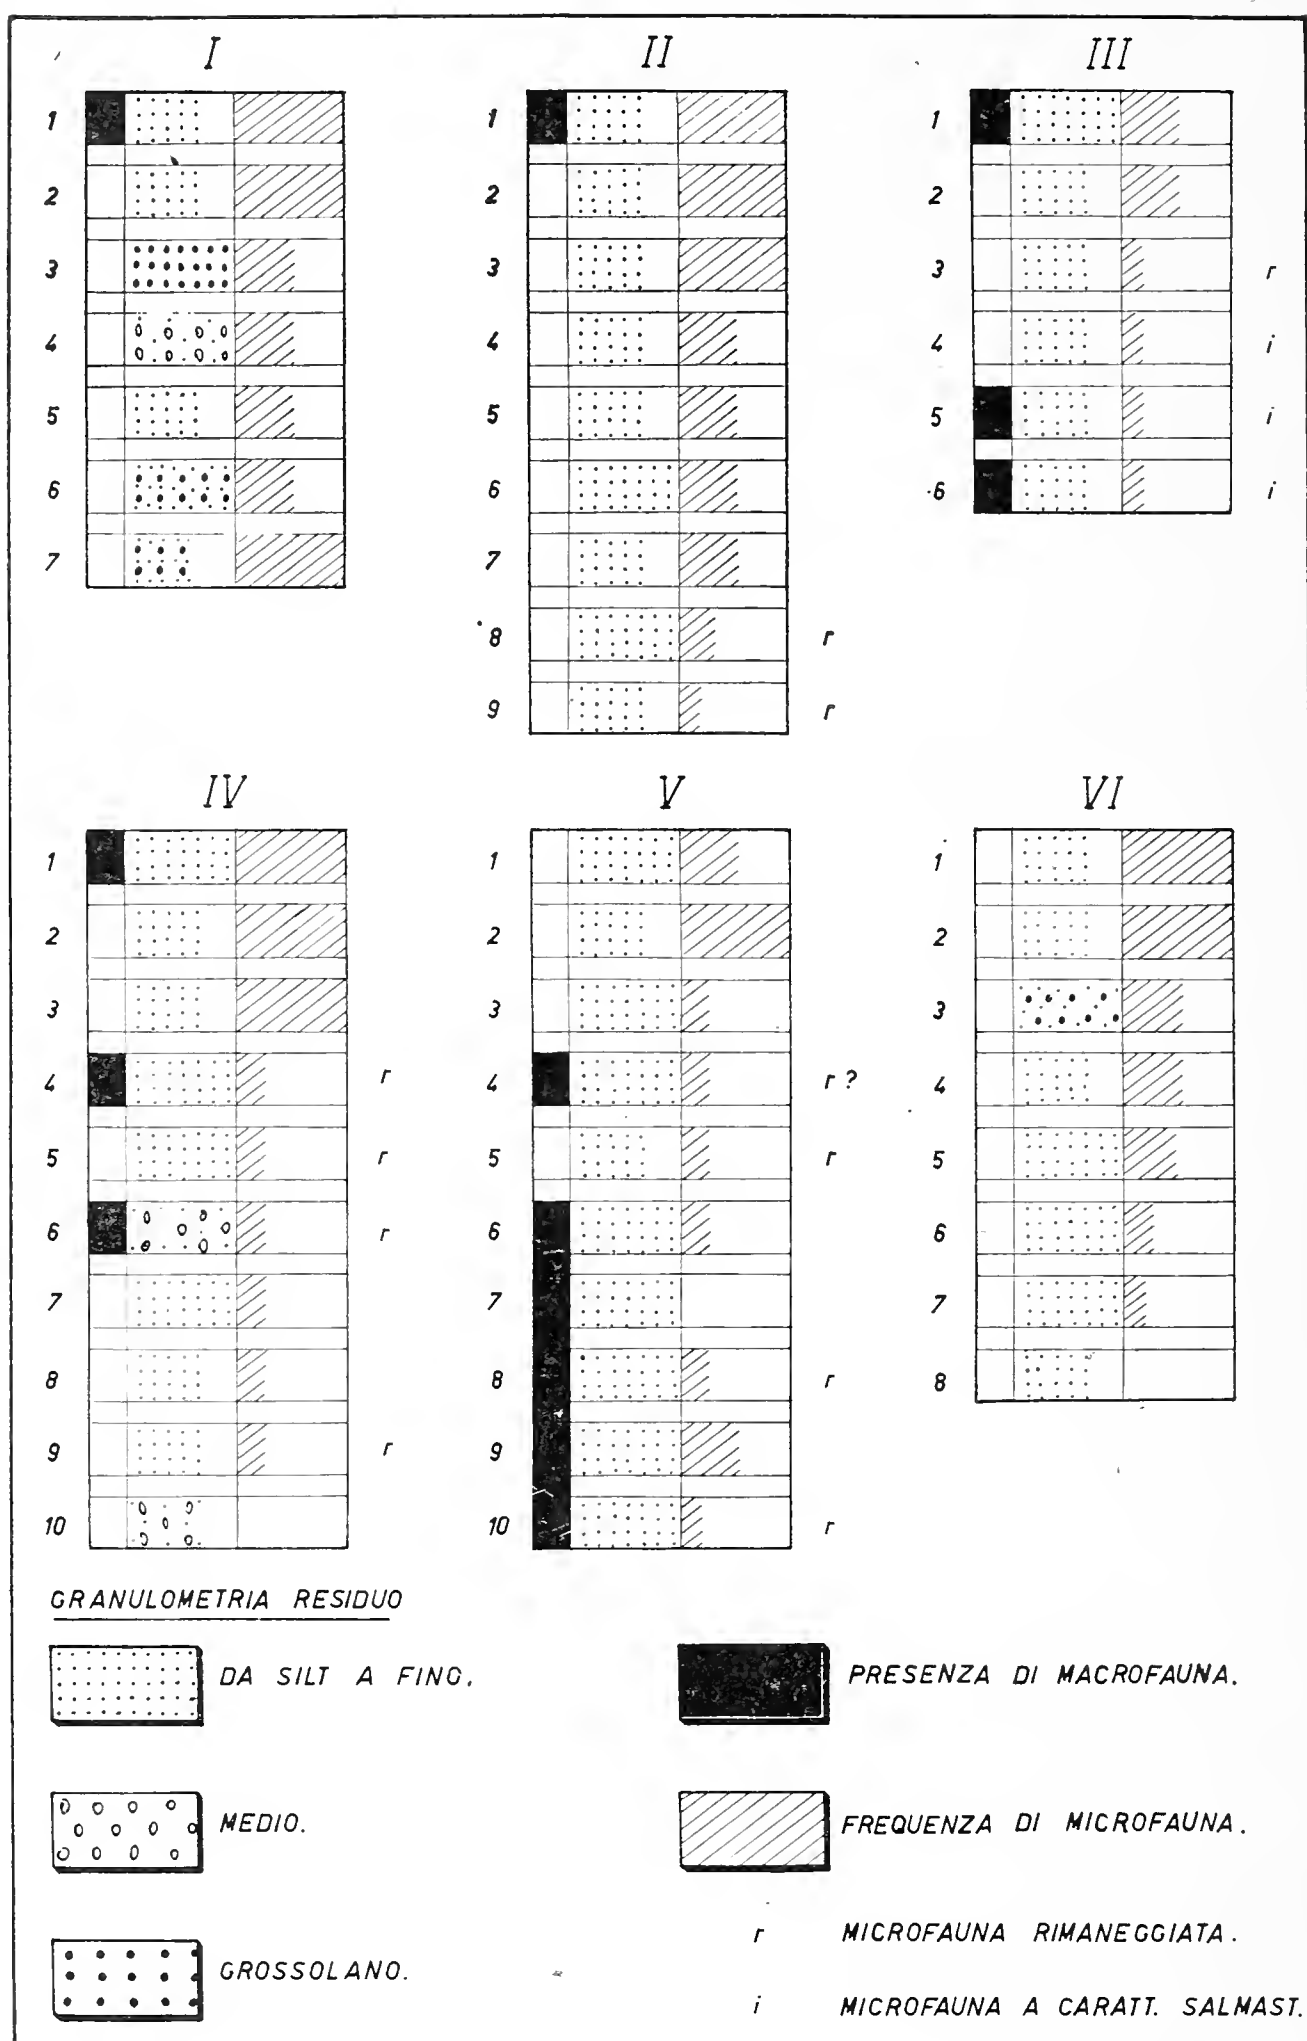 I II III
1 1 1
2 2 2
3 3 3 r
4 4 4 i
5 5 5 i
6 6 6 i
7 7
8 r
9 r
IV V VI
1 1 1
2 2 2
3 3 3
4 r 4 r? 4
5 r 5 r 5
6 r 6 6
7 7 7
8 8 r 8
9 r 9
10 10 r
GRANULOMETRIA RESIDUO
DA SILT A FINO.
PRESENZA DI MACROFAUNA.
MEDIO.
FREQUENZA DI MICROFAUNA.
GROSSOLANO.
r MICROFAUNA RIMANEGGIATA.
i MICROFAUNA A CARATT. SALMAST.